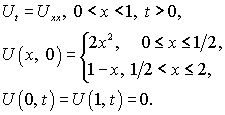 U_t = U_xx, 0 < x < 1, t > 0,
U(x, 0) = { 2x², 0 ≤ x ≤ 1/2,
1 − x, 1/2 < x ≤ 2,
U(0, t) = U(1, t) = 0.